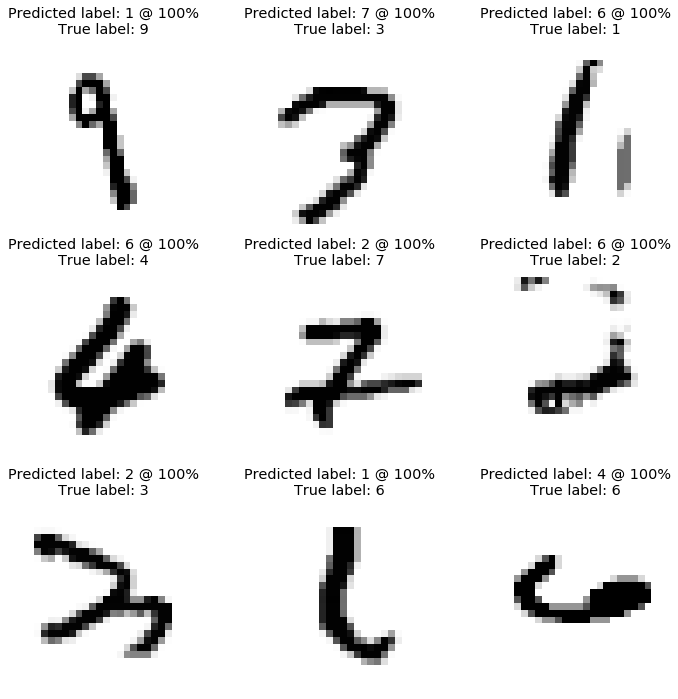 Predicted label: 1 @ 100%
True label: 9
Predicted label: 7 @ 100%
True label: 3
Predicted label: 6 @ 100%
True label: 1
Predicted label: 6 @ 100%
True label: 4
Predicted label: 2 @ 100%
True label: 7
Predicted label: 6 @ 100%
True label: 2
Predicted label: 2 @ 100%
True label: 3
Predicted label: 1 @ 100%
True label: 6
Predicted label: 4 @ 100%
True label: 6